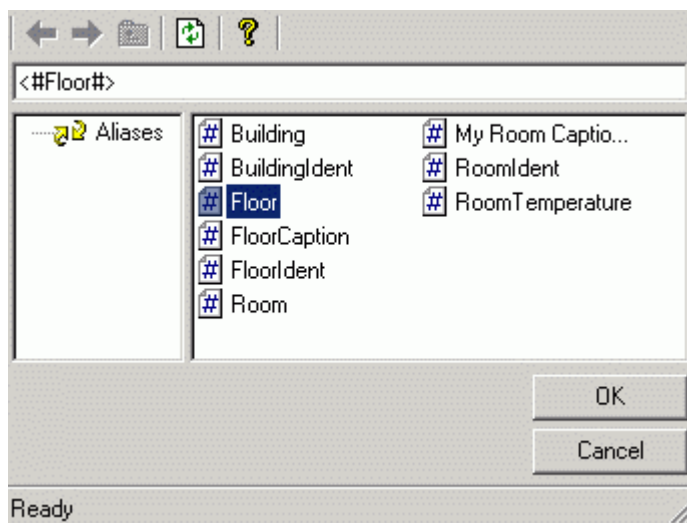 <#Floor#>
Aliases
Building
BuildingIdent
Floor
FloorCaption
FloorIdent
Room
My Room Captio...
RoomIdent
RoomTemperature
OK
Cancel
Ready